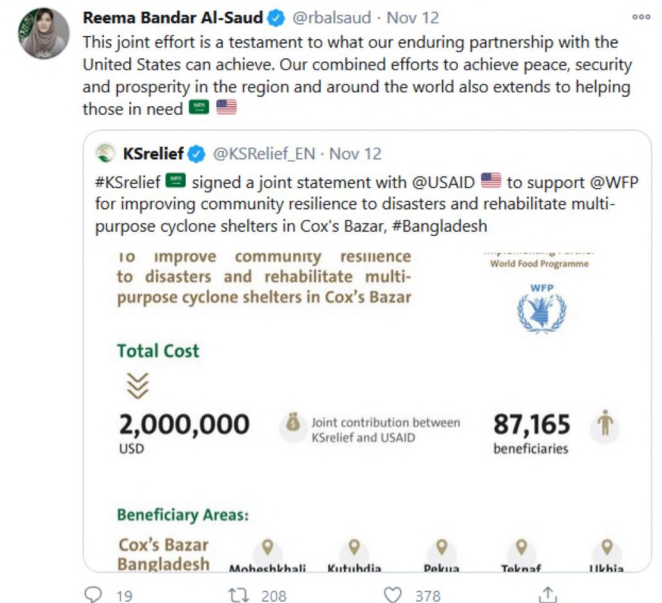 Reema Bandar Al-Saud @rbalsaud · Nov 12
This joint effort is a testament to what our enduring partnership with the
United States can achieve. Our combined efforts to achieve peace, security
and prosperity in the region and around the world also extends to helping
those in need
KSrelief @KSRelief_EN · Nov 12
#KSrelief signed a joint statement with @USAID to support @WFP
for improving community resilience to disasters and rehabilitate multi-
purpose cyclone shelters in Cox's Bazar, #Bangladesh
To improve community resilience
to disasters and rehabilitate multi-
purpose cyclone shelters in Cox's Bazar
Implementing Partner
World Food Programme
WFP
Total Cost
2,000,000
USD
Joint contribution between
KSrelief and USAID
87,165
beneficiaries
Beneficiary Areas:
Cox's Bazar
Bangladesh
Moheshkhali Kutubdia Pekua Teknaf Ukhia
19 208 378